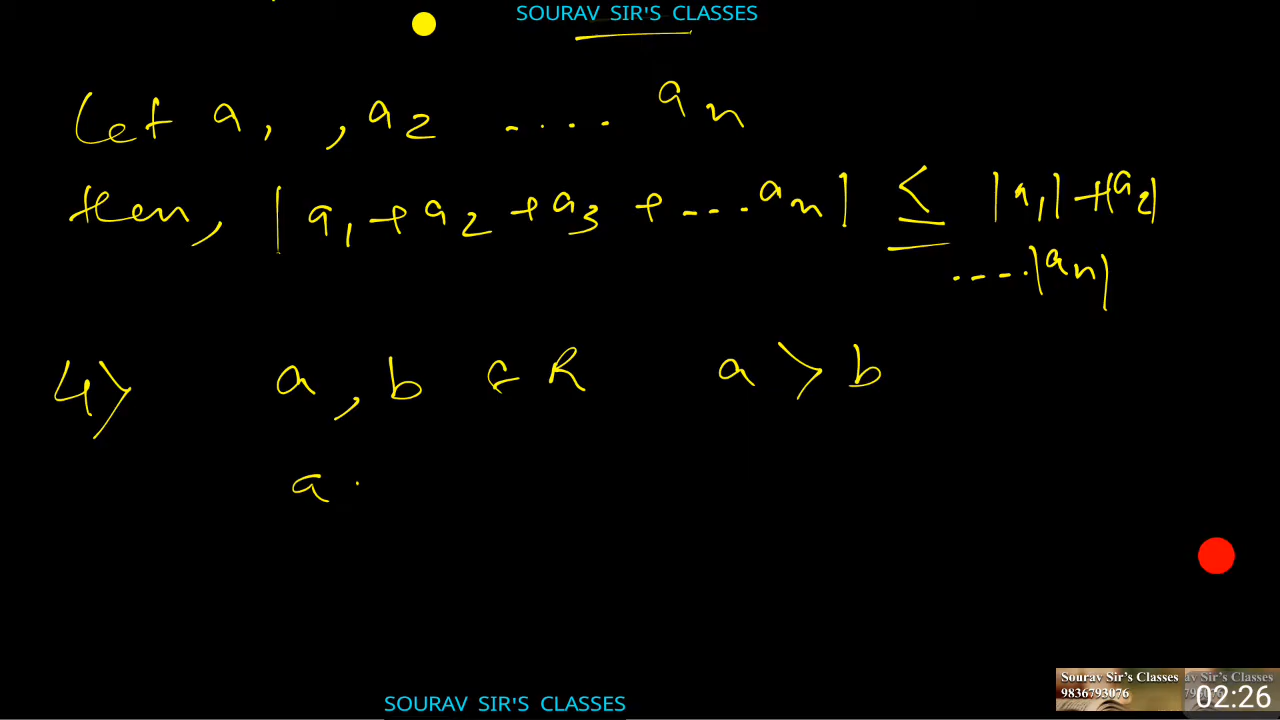 SOURAV SIR'S CLASSES
Let a₁, , a₂ ..... aₙ
then, |a₁ + a₂ + a₃ + ... aₙ| ≤ |a₁| + |a₂|
.....|aₙ|
4> a, b ∈ R a > b
a .
Sourav Sir's Classes
9836793076
02:26
SOURAV SIR'S CLASSES